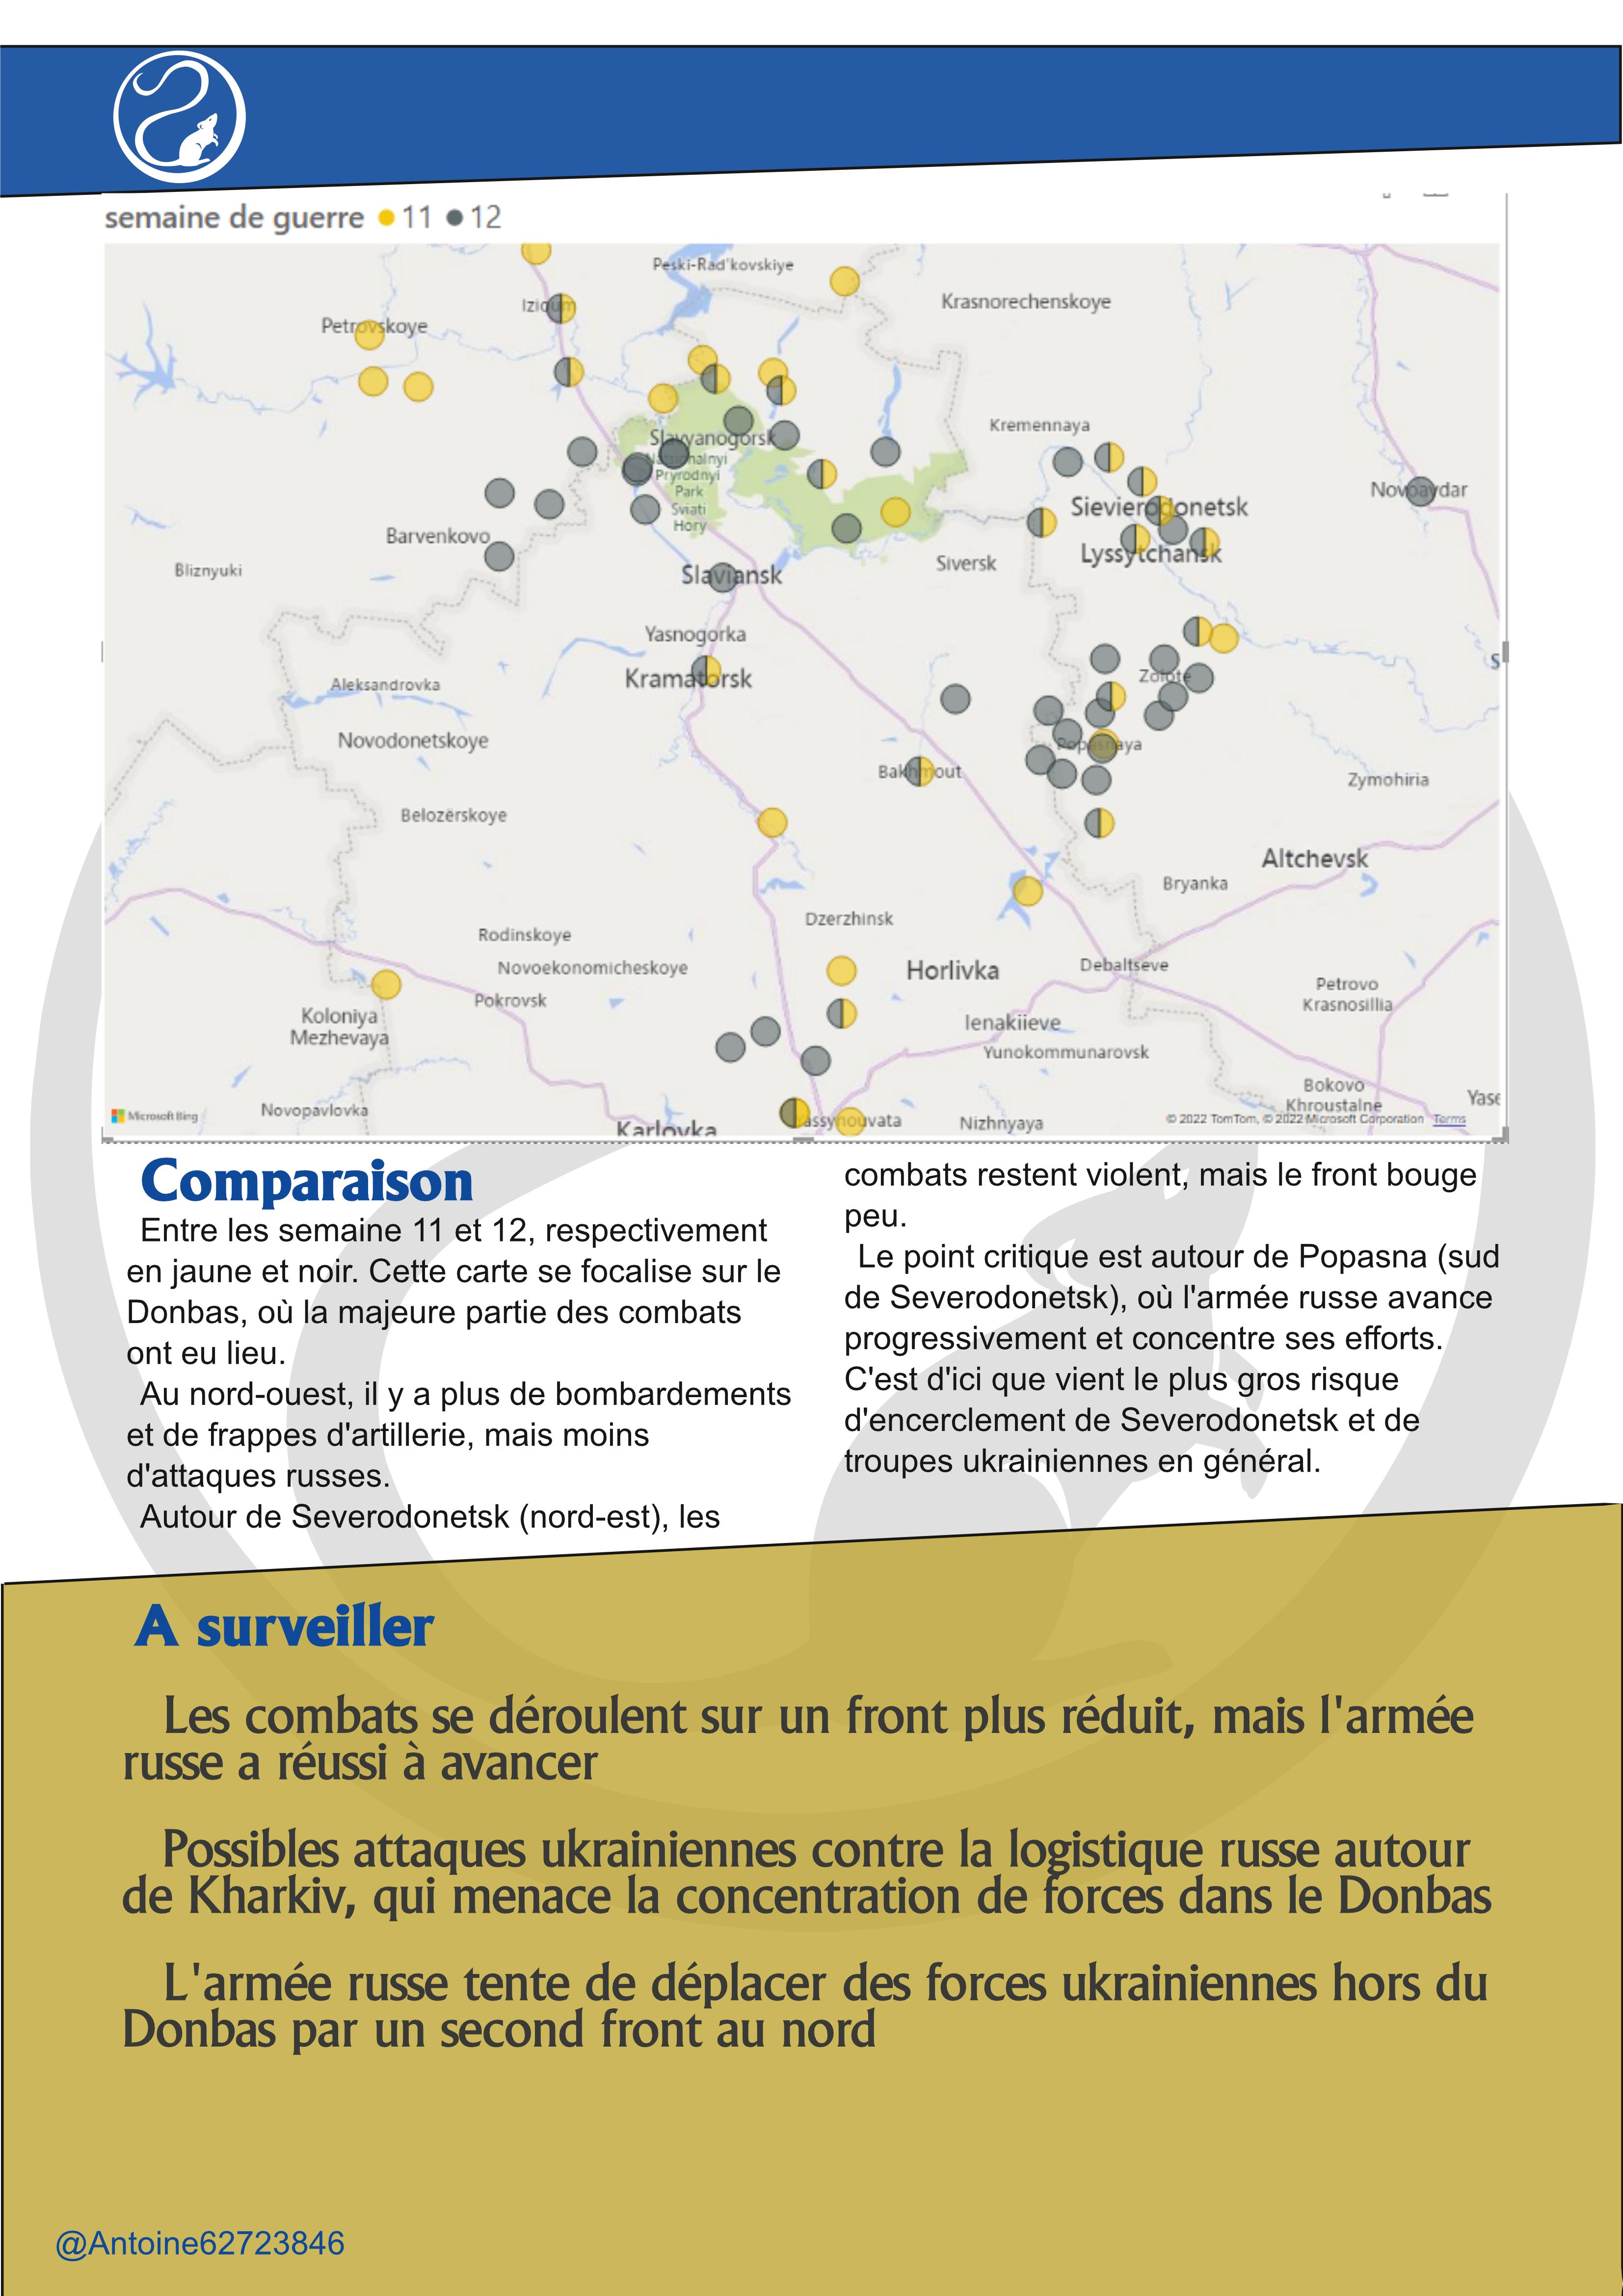 semaine de guerre 11 12
Peski-Rad'kovskiye
Krasnorechenskoye
Izioum
Petrovskoye
Kremennaya
Slavyanogorsk
Natsionalnyi
Pryrodnyi
Park
Sviati
Hory
Novoaydar
Sievierodonetsk
Barvenkovo
Lyssytchansk
Siversk
Bliznyuki
Slaviansk
Yasnogorka
Kramatorsk
Zolote
Aleksandrovka
Novodonetskoye
Popasnaya
Bakhmout
Zymohiria
Belozërskoye
Altchevsk
Bryanka
Dzerzhinsk
Rodinskoye
Novoekonomicheskoye
Horlivka
Debaltseve
Pokrovsk
Petrovo
Krasnosillia
Koloniya
Mezhevaya
Ienakiieve
Yunokommunarovsk
Bokovo
Khroustalne
Yase
Novopavlovka
Microsoft Bing
Karlovka
assynouvata
Nizhnyaya
© 2022 TomTom, © 2022 Microsoft Corporation Terms
Comparaison
Entre les semaine 11 et 12, respectivement
en jaune et noir. Cette carte se focalise sur le
Donbas, où la majeure partie des combats
ont eu lieu.
Au nord-ouest, il y a plus de bombardements
et de frappes d'artillerie, mais moins
d'attaques russes.
Autour de Severodonetsk (nord-est), les
combats restent violent, mais le front bouge
peu.
Le point critique est autour de Popasna (sud
de Severodonetsk), où l'armée russe avance
progressivement et concentre ses efforts.
C'est d'ici que vient le plus gros risque
d'encerclement de Severodonetsk et de
troupes ukrainiennes en général.
A surveiller
Les combats se déroulent sur un front plus réduit, mais l'armée
russe a réussi à avancer
Possibles attaques ukrainiennes contre la logistique russe autour
de Kharkiv, qui menace la concentration de forces dans le Donbas
L'armée russe tente de déplacer des forces ukrainiennes hors du
Donbas par un second front au nord
@Antoine62723846